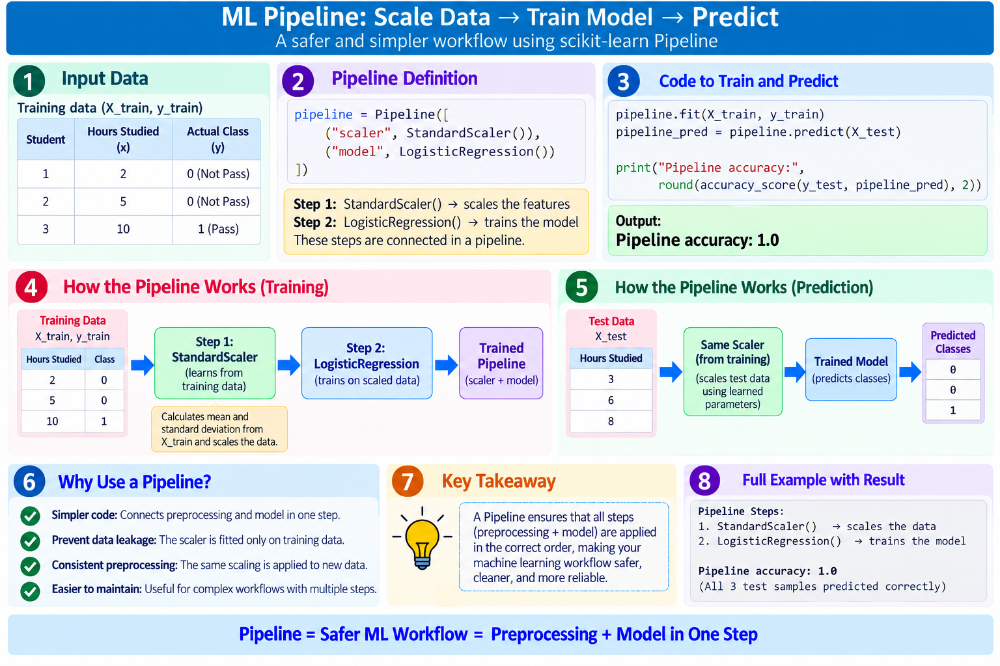 ML Pipeline: Scale Data → Train Model → Predict
A safer and simpler workflow using scikit-learn Pipeline
1 Input Data
Training data (X_train, y_train)
Student Hours Studied (x) Actual Class (y)
1 2 0 (Not Pass)
2 5 0 (Not Pass)
3 10 1 (Pass)
2 Pipeline Definition
pipeline = Pipeline([
("scaler", StandardScaler()),
("model", LogisticRegression())
])
Step 1: StandardScaler() → scales the features
Step 2: LogisticRegression() → trains the model
These steps are connected in a pipeline.
3 Code to Train and Predict
pipeline.fit(X_train, y_train)
pipeline_pred = pipeline.predict(X_test)
print("Pipeline accuracy:",
round(accuracy_score(y_test, pipeline_pred), 2))
Output:
Pipeline accuracy: 1.0
4 How the Pipeline Works (Training)
Training Data
X_train, y_train
Hours Studied Class
2 0
5 0
10 1
Step 1:
StandardScaler
(learns from
training data)
Calculates mean and
standard deviation from
X_train and scales the data.
Step 2:
LogisticRegression
(trains on scaled data)
Trained
Pipeline
(scaler + model)
5 How the Pipeline Works (Prediction)
Test Data
X_test
Hours Studied
3
6
8
Same Scaler
(from training)
(scales test data
using learned
parameters)
Trained Model
(predicts classes)
Predicted
Classes
0
0
1
6 Why Use a Pipeline?
Simpler code: Connects preprocessing and model in one step.
Prevent data leakage: The scaler is fitted only on training data.
Consistent preprocessing: The same scaling is applied to new data.
Easier to maintain: Useful for complex workflows with multiple steps.
7 Key Takeaway
A Pipeline ensures that all steps
(preprocessing + model) are applied
in the correct order, making your
machine learning workflow safer,
cleaner, and more reliable.
8 Full Example with Result
Pipeline Steps:
1. StandardScaler() → scales the data
2. LogisticRegression() → trains the model
Pipeline accuracy: 1.0
(All 3 test samples predicted correctly)
Pipeline = Safer ML Workflow = Preprocessing + Model in One Step